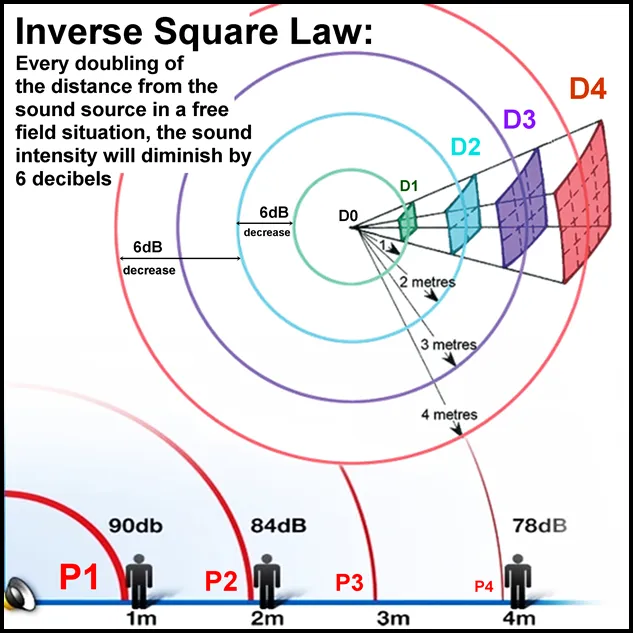 Inverse Square Law:
Every doubling of
the distance from the
sound source in a free
field situation, the sound
intensity will diminish by
6 decibels
D4
D3
D2
D1
D0
6dB
decrease
6dB
decrease
1
2 metres
3 metres
4 metres
90db
84dB
78dB
P1
P2
P3
P4
1m
2m
3m
4m